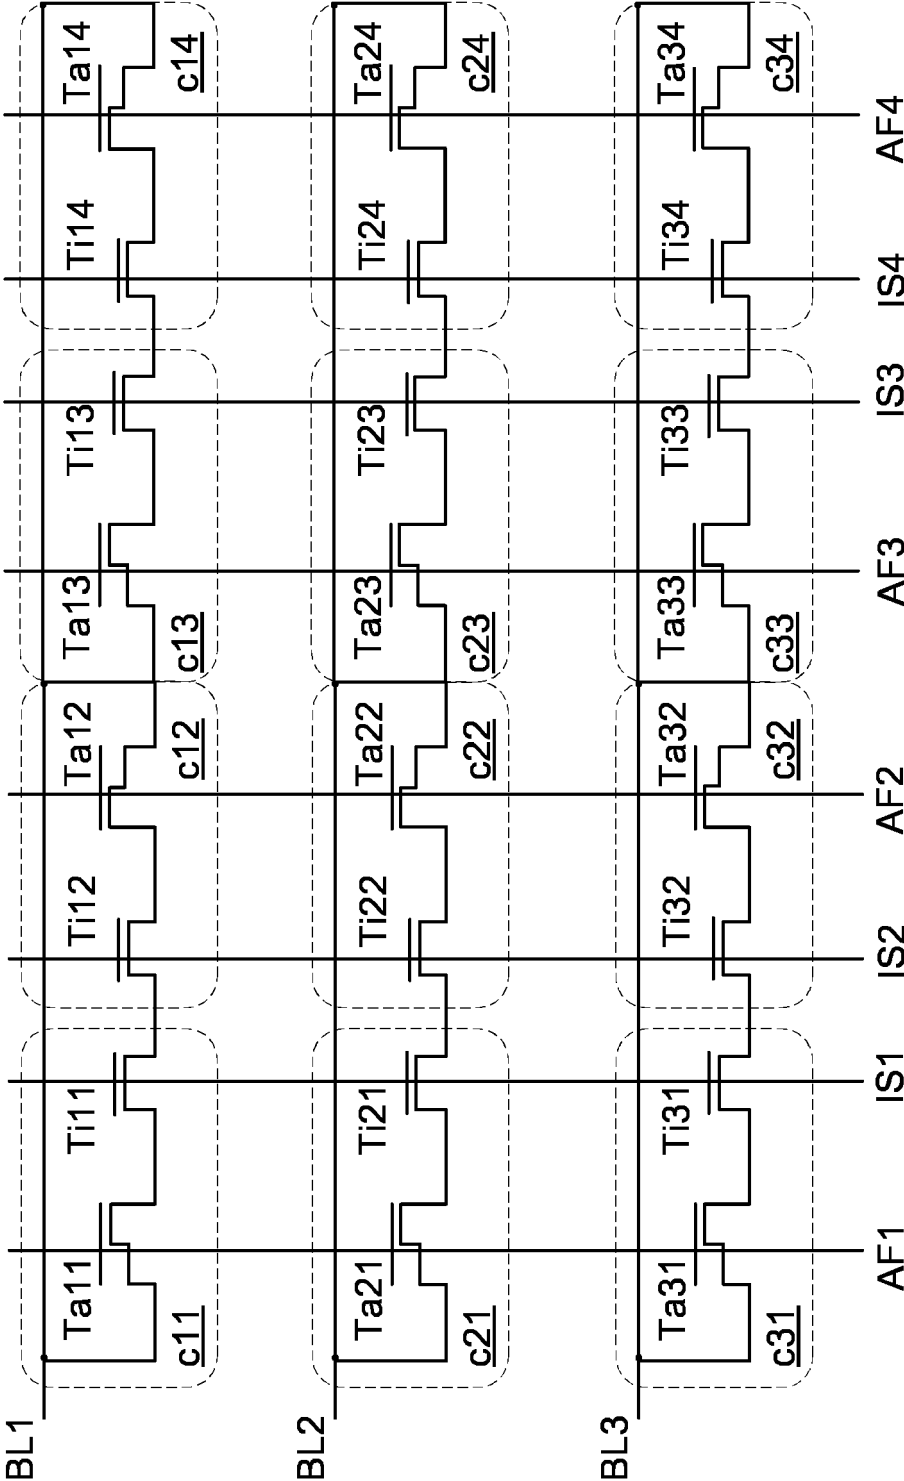 BL1
Ta11 Ti11 Ti12 Ta12 Ta13 Ti13 Ti14 Ta14
c11 c12 c13 c14
BL2
Ta21 Ti21 Ti22 Ta22 Ta23 Ti23 Ti24 Ta24
c21 c22 c23 c24
BL3
Ta31 Ti31 Ti32 Ta32 Ta33 Ti33 Ti34 Ta34
c31 c32 c33 c34
AF1 IS1 IS2 AF2 AF3 IS3 IS4 AF4